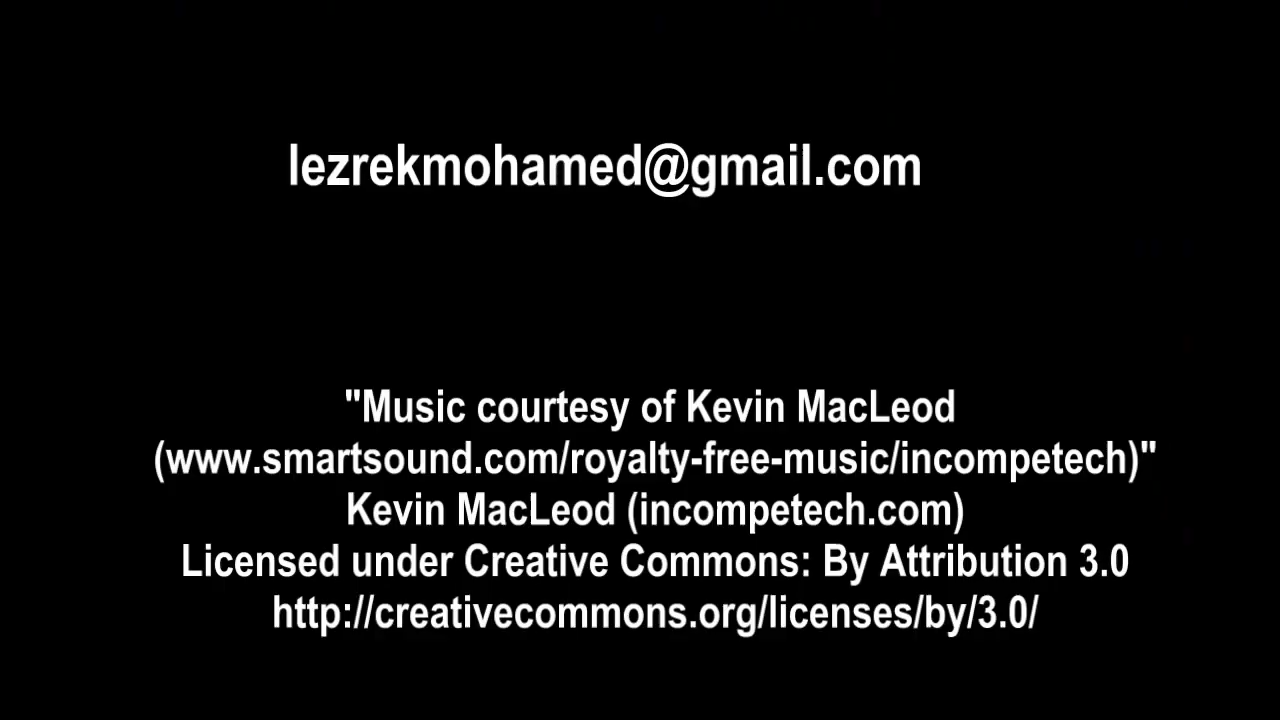 lezrekmohamed@gmail.com
"Music courtesy of Kevin MacLeod
(www.smartsound.com/royalty-free-music/incompetech)"
Kevin MacLeod (incompetech.com)
Licensed under Creative Commons: By Attribution 3.0
http://creativecommons.org/licenses/by/3.0/